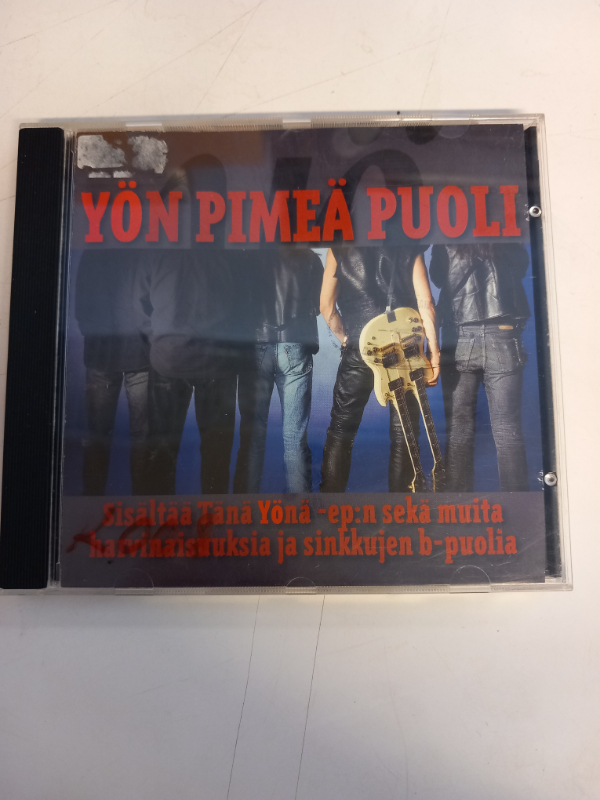 YÖN PIMEÄ PUOLI
Sisältää Tänä Yönä -ep:n sekä muita
harvinaisuuksia ja sinkkujen b-puolia